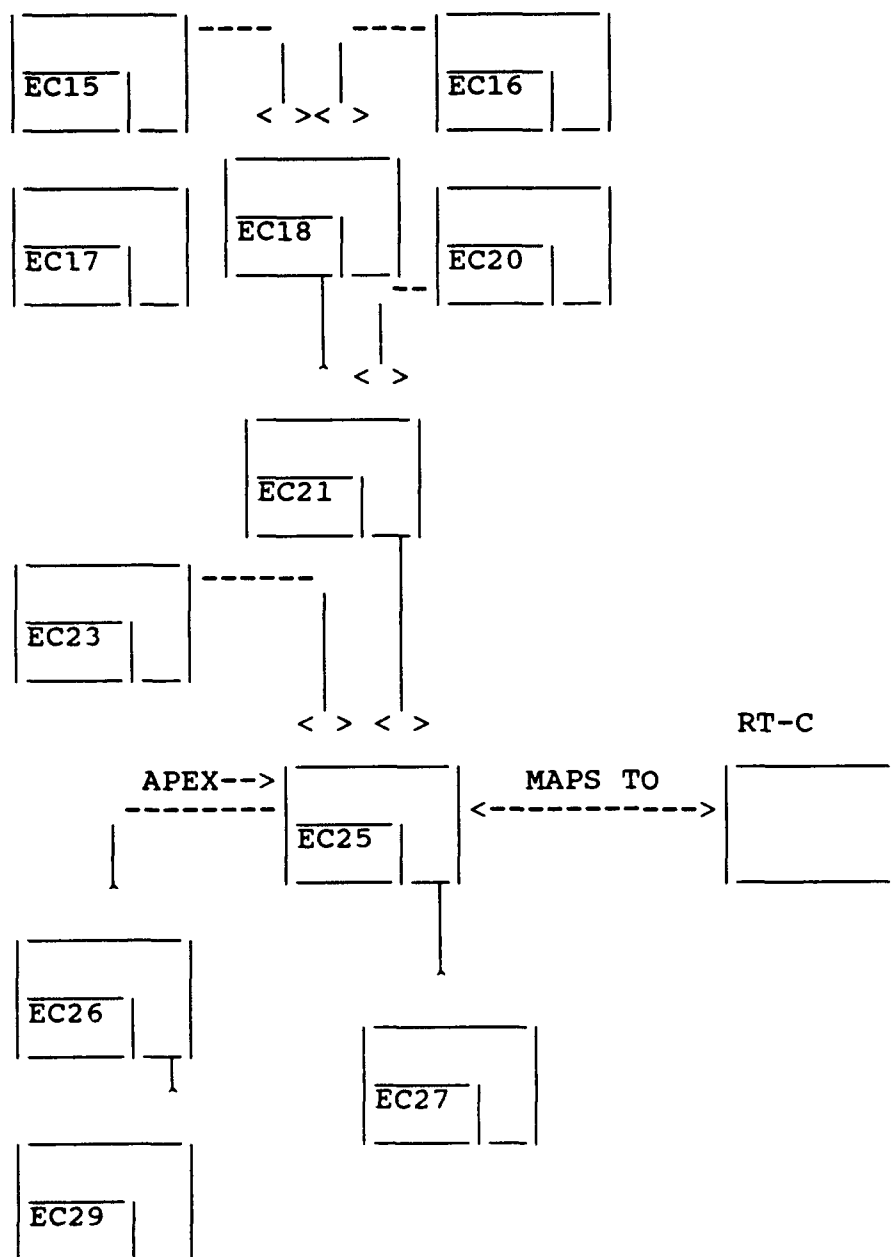 EC15 EC16
< >< >
EC17 EC18 EC20
< >
EC21
EC23
< > < > RT-C
APEX--> MAPS TO
<-------------->
EC25
EC26
EC27
EC29